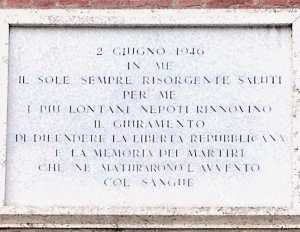 2 GIUGNO 1946
IN ME
IL SOLE SEMPRE RISORGENTE SALUTI
PER ME
I PIÙ LONTANI NEPOTI RINNOVINO
IL GIURAMENTO
DI DIFENDERE LA LIBERTÀ REPUBBLICANA
E LA MEMORIA DEI MARTIRI
CHE NE MATURARONO L'AVVENTO
COL SANGUE